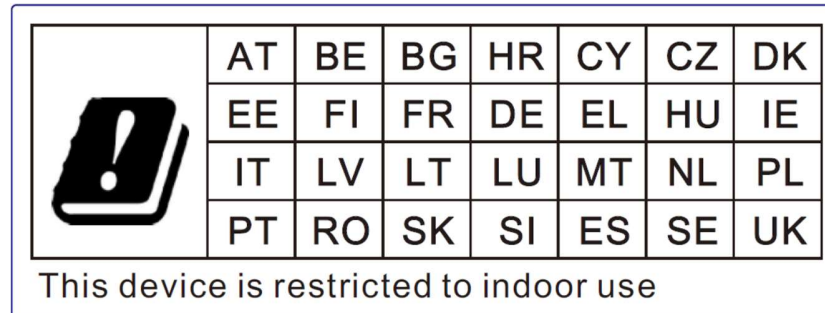 AT BE BG HR CY CZ DK
EE FI FR DE EL HU IE
IT LV LT LU MT NL PL
PT RO SK SI ES SE UK
This device is restricted to indoor use